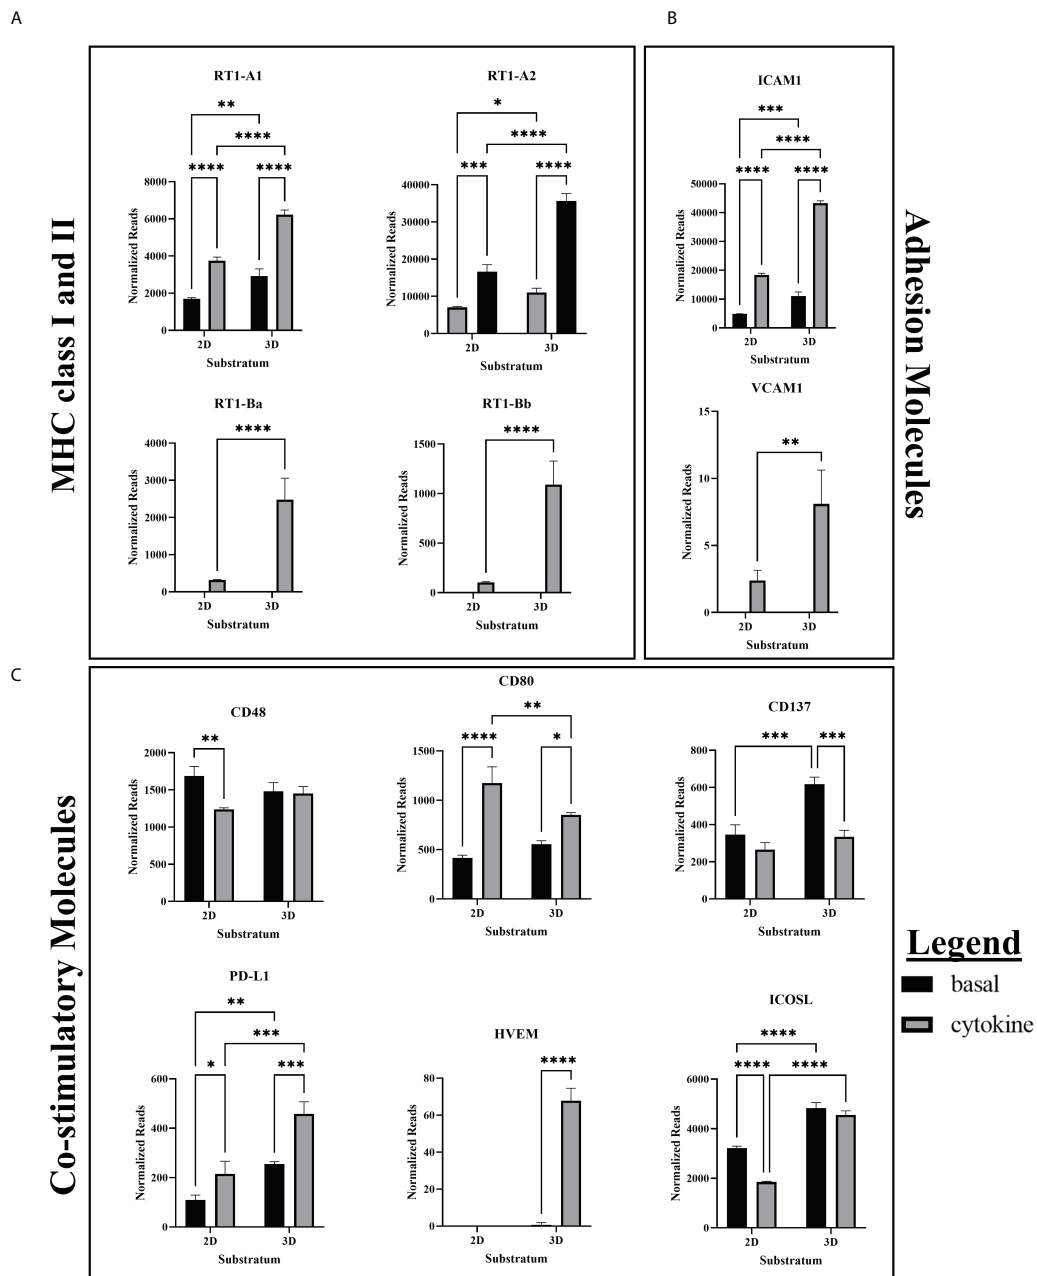 A
B
MHC class I and II
RT1-A1
**
****
**** ****
8000
6000
4000
2000
0
Normalized Reads
2D 3D
Substratum
RT1-A2
*
****
*** ****
40000
30000
20000
10000
0
Normalized Reads
2D 3D
Substratum
RT1-Ba
****
4000
3000
2000
1000
0
Normalized Reads
2D 3D
Substratum
RT1-Bb
****
1500
1000
500
0
Normalized Reads
2D 3D
Substratum
ICAM1
***
****
**** ****
50000
40000
30000
20000
10000
0
Normalized Reads
2D 3D
Substratum
VCAM1
**
15
10
5
0
Normalized Reads
2D 3D
Substratum
Adhesion Molecules
C
Co-stimulatory Molecules
CD48
**
2000
1500
1000
500
0
Normalized Reads
2D 3D
Substratum
CD80
**
**** *
1500
1000
500
0
Normalized Reads
2D 3D
Substratum
CD137
*** ***
800
600
400
200
0
Normalized Reads
2D 3D
Substratum
PD-L1
**
***
* ***
600
400
200
0
Normalized Reads
2D 3D
Substratum
HVEM
****
80
60
40
20
0
Normalized Reads
2D 3D
Substratum
ICOSL
****
**** ****
6000
4000
2000
0
Normalized Reads
2D 3D
Substratum
Legend
basal
cytokine